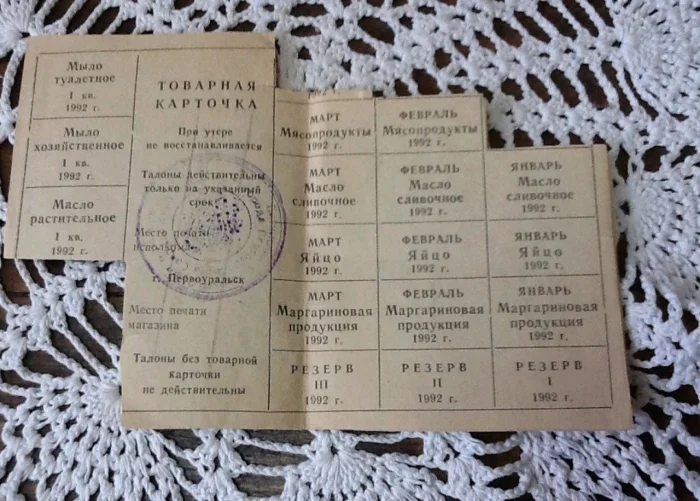 Мыло
туалетное
I кв.
1992 г.
Мыло
хозяйственное
I кв.
1992 г.
Масло
растительное
I кв.
1992 г.
ТОВАРНАЯ
КАРТОЧКА
При утере
не восстанавливается
Талоны действительны
только на указанный
срок
Место печати
исполкома
г. Первоуральск
Место печати
магазина
Талоны без товарной
карточки
не действительны
1992 г.
МАРТ
Мясопродукты
1992 г.
МАРТ
Масло
сливочное
1992 г.
МАРТ
Яйцо
1992 г.
МАРТ
Маргариновая
продукция
1992 г.
РЕЗЕРВ
III
1992 г.
ФЕВРАЛЬ
Мясопродукты
1992 г.
ФЕВРАЛЬ
Масло
сливочное
1992 г.
ФЕВРАЛЬ
Яйцо
1992 г.
ФЕВРАЛЬ
Маргариновая
продукция
1992 г.
РЕЗЕРВ
II
1992 г.
ЯНВАРЬ
Масло
сливочное
1992 г.
ЯНВАРЬ
Яйцо
1992 г.
ЯНВАРЬ
Маргариновая
продукция
1992 г.
РЕЗЕРВ
I
1992 г.